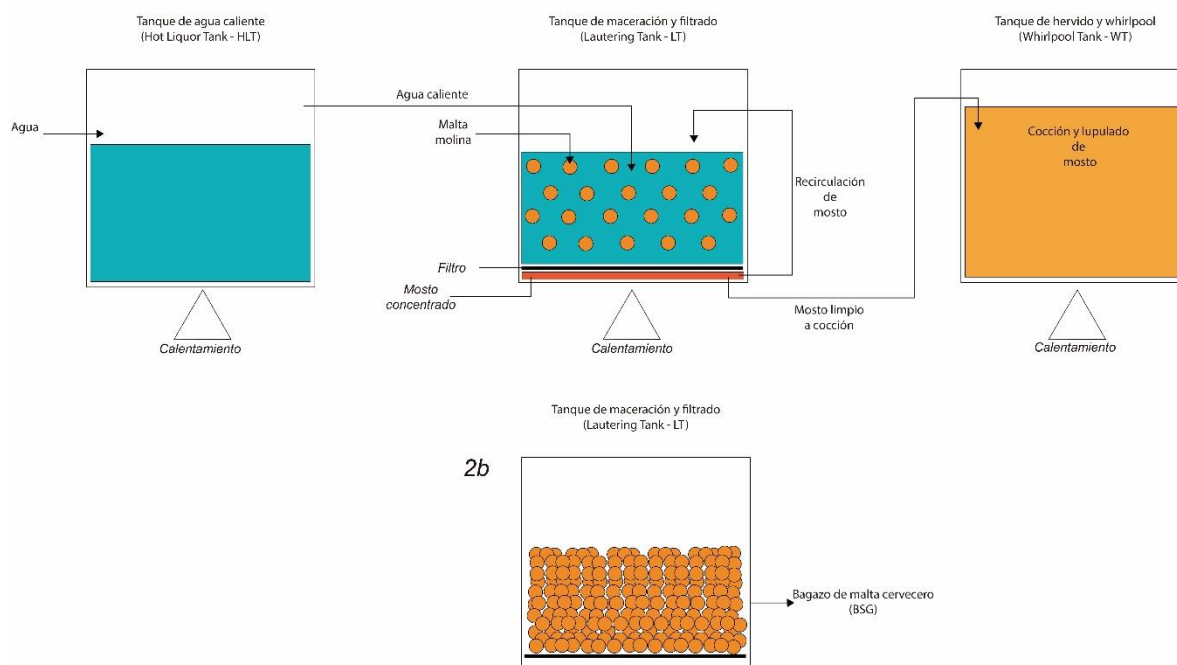 Tanque de agua caliente
(Hot Liquor Tank - HLT)
Tanque de maceración y filtrado
(Lautering Tank - LT)
Tanque de hervido y whirlpool
(Whirlpool Tank - WT)
Agua
Agua caliente
Malta
molina
Recirculación
de
mosto
Cocción y lupulado
de
mosto
Filtro
Mosto
concentrado
Mosto limpio
a cocción
Calentamiento
Calentamiento
Calentamiento
Tanque de maceración y filtrado
(Lautering Tank - LT)
2b
Bagazo de malta cervecero
(BSG)